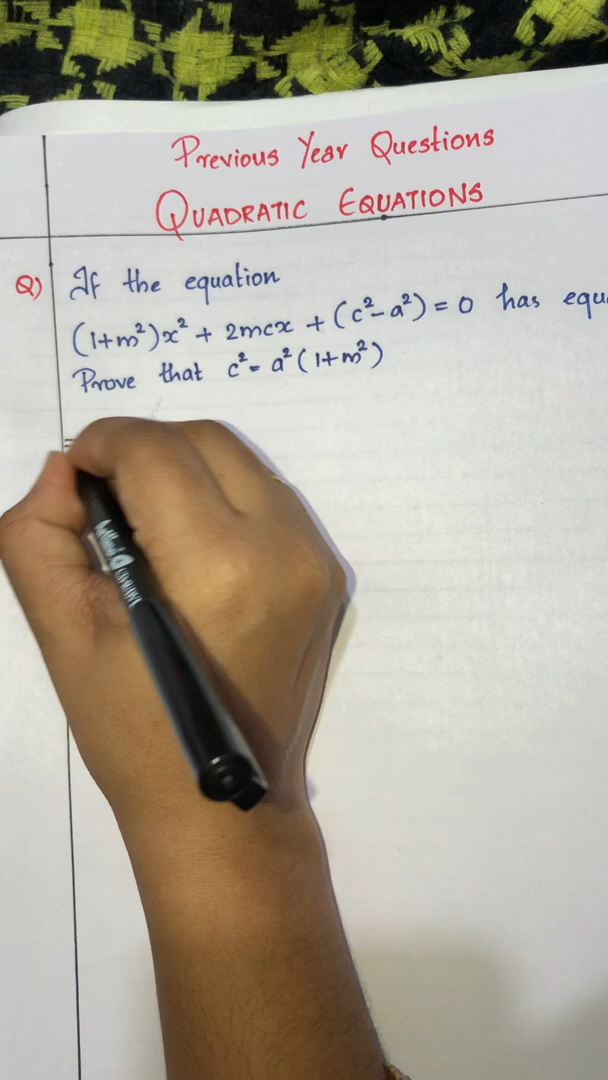 Previous Year Questions
QUADRATIC EQUATIONS
Q) If the equation
(1+m²)x² + 2mcx + (c²-a²) = 0 has equ
Prove that c² = a²(1+m²)